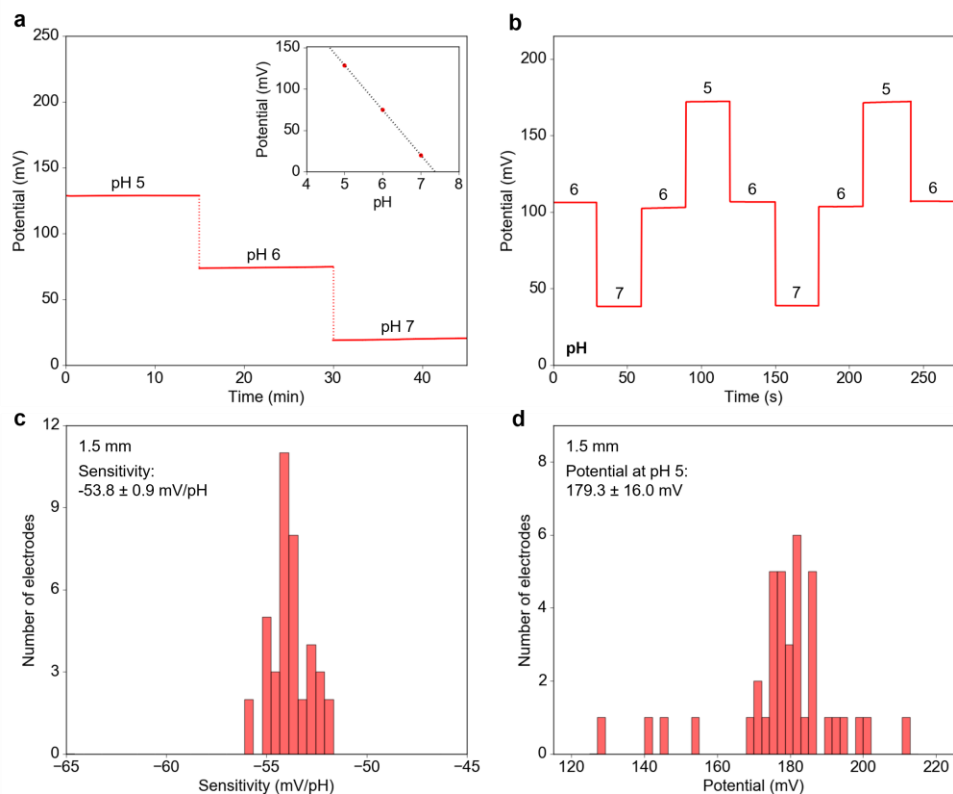 a
250
200
150
100
50
0
Potential (mV)
pH 5
pH 6
pH 7
0
10
20
30
40
Time (min)
150
100
50
0
Potential (mV)
4
5
6
7
8
pH
b
200
150
100
50
0
Potential (mV)
6
7
6
5
6
7
6
5
6
pH
0
50
100
150
200
250
Time (s)
c
12
9
6
3
0
Number of electrodes
1.5 mm
Sensitivity:
-53.8 ± 0.9 mV/pH
−65
−60
−55
−50
−45
Sensitivity (mV/pH)
d
8
6
4
2
0
Number of electrodes
1.5 mm
Potential at pH 5:
179.3 ± 16.0 mV
120
140
160
180
200
220
Potential (mV)